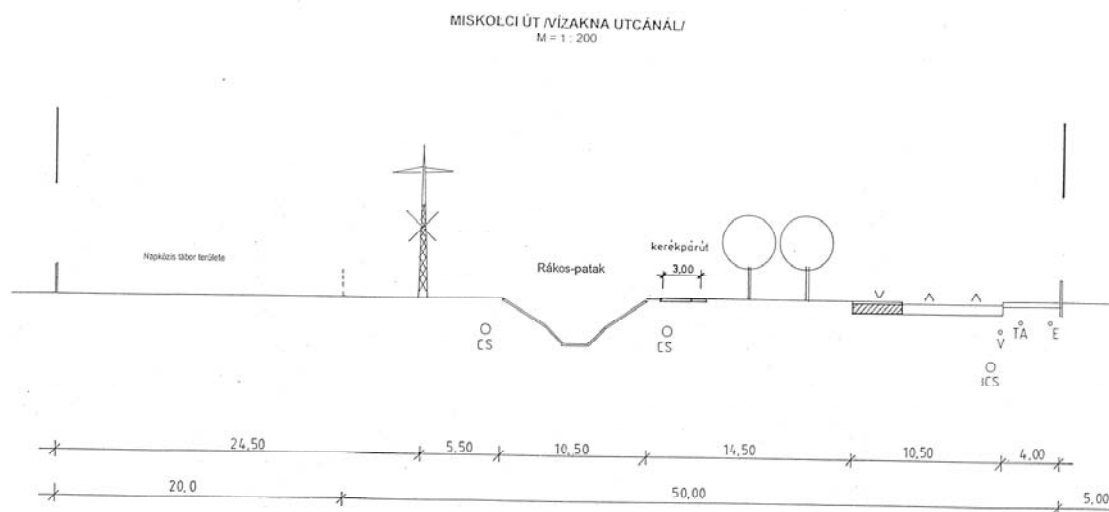 MISKOLCI ÚT /VÍZAKNA UTCÁNÁL/
M = 1 : 200
kerékpárút
Napközis tábor területe
Rákos-patak
3,00
CS
CS
V
TA
E
ICS
24,50
5,50
10,50
14,50
10,50
4,00
20,0
50,00
5,00